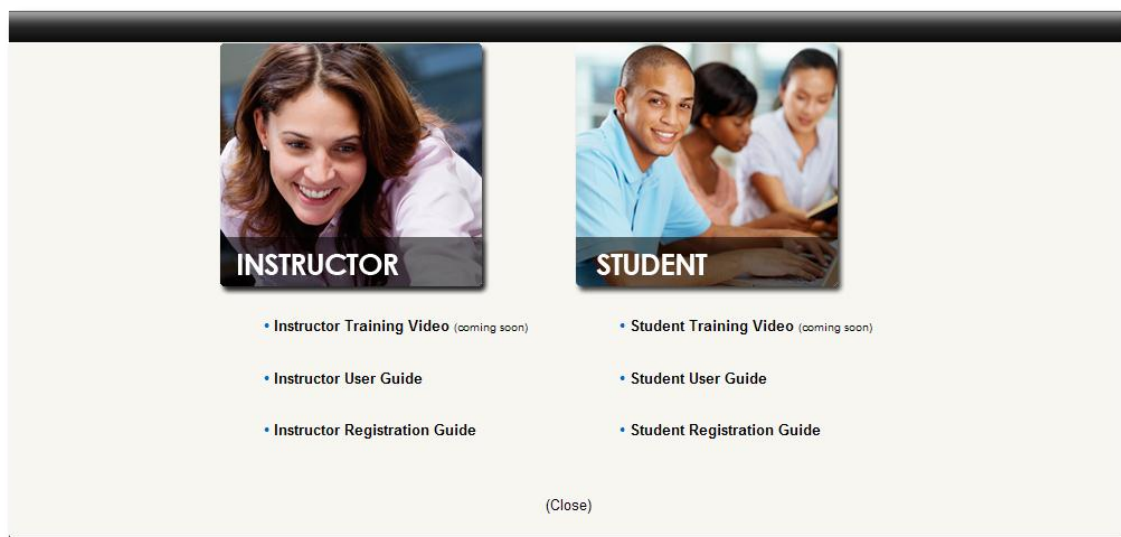 INSTRUCTOR
• Instructor Training Video (coming soon)
• Instructor User Guide
• Instructor Registration Guide
STUDENT
• Student Training Video (coming soon)
• Student User Guide
• Student Registration Guide
(Close)